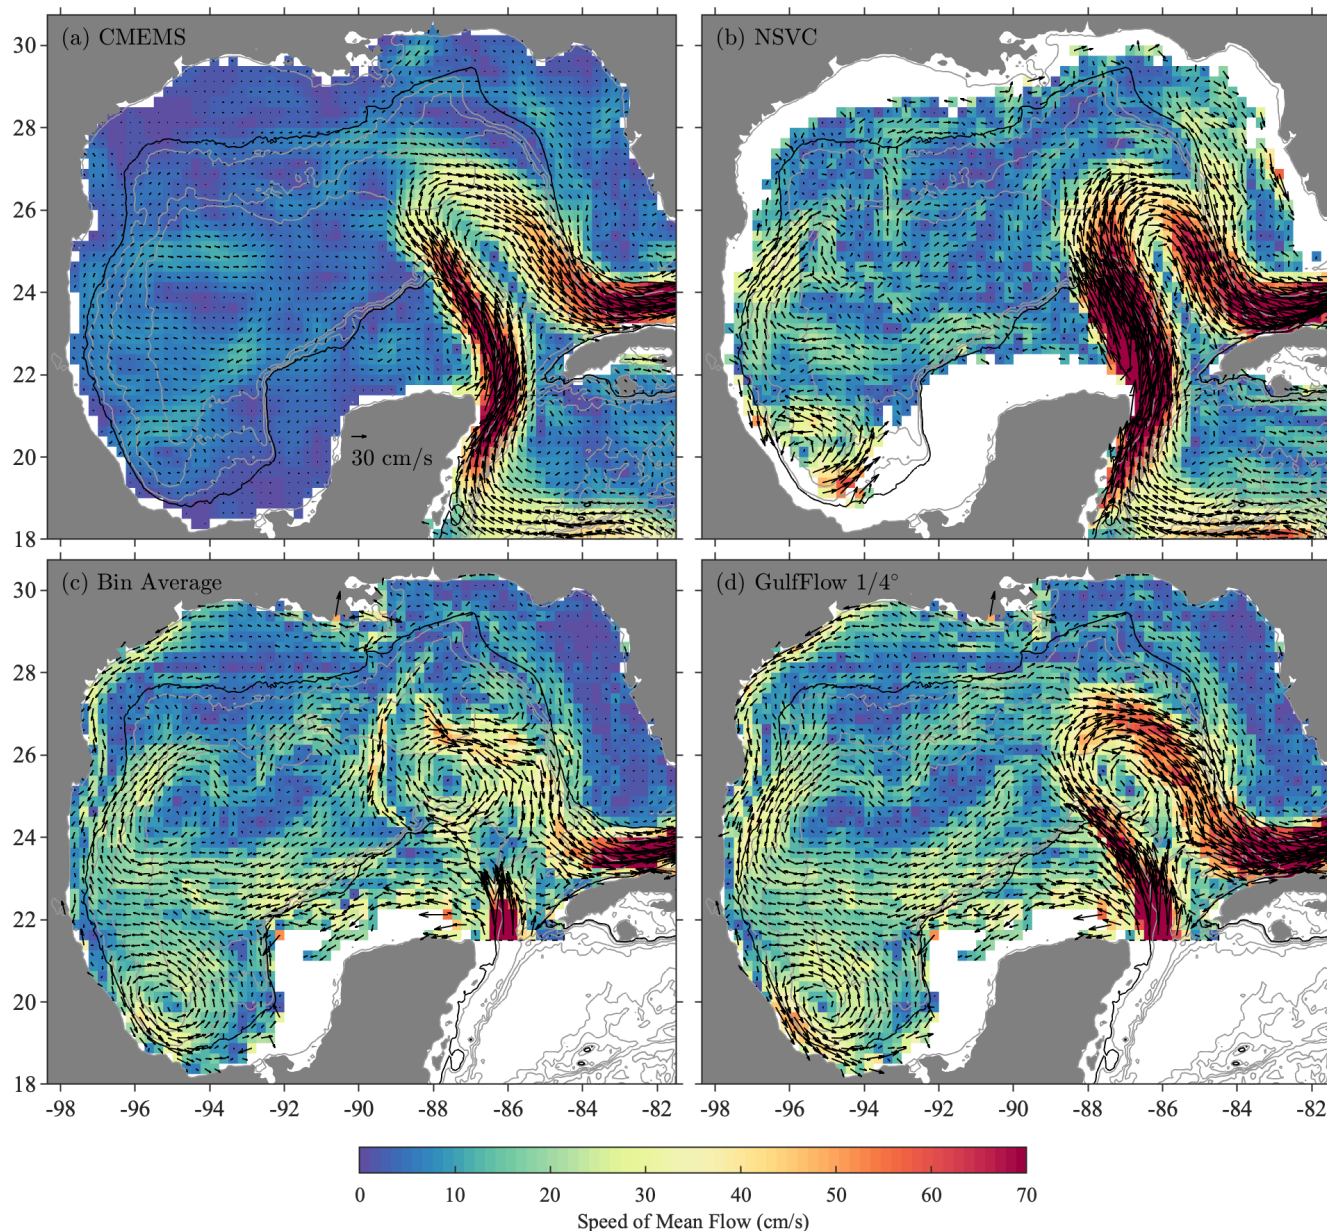 (a) CMEMS
(b) NSVC
30
28
26
24
22
20
18
30 cm/s
(c) Bin Average
(d) GulfFlow 1/4°
30
28
26
24
22
20
18
-98 -96 -94 -92 -90 -88 -86 -84 -82
-98 -96 -94 -92 -90 -88 -86 -84 -82
0 10 20 30 40 50 60 70
Speed of Mean Flow (cm/s)